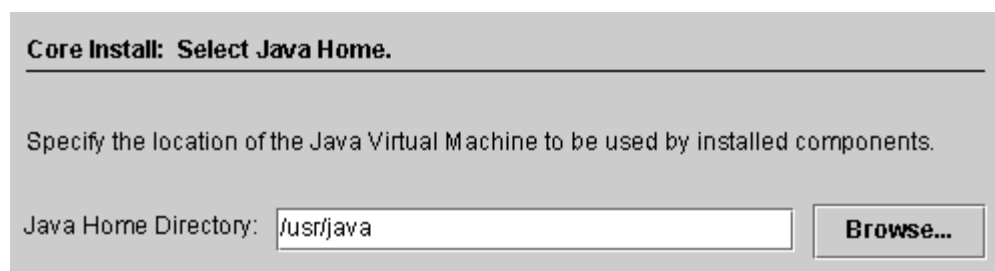 Core Install: Select Java Home.
Specify the location of the Java Virtual Machine to be used by installed components.
Java Home Directory: /usr/java Browse...